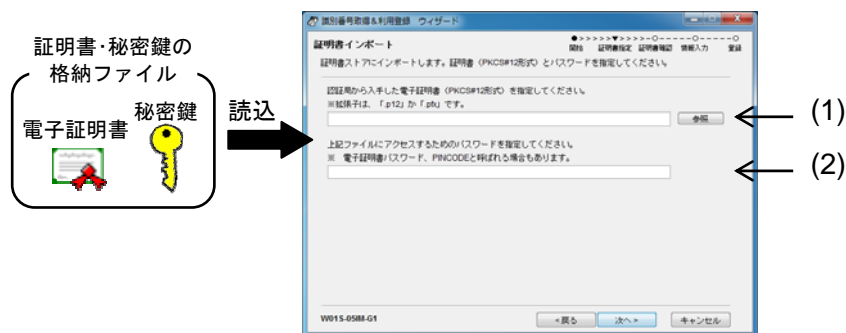 証明書･秘密鍵の
格納ファイル
電子証明書
秘密鍵
読込
識別番号取得&利用登録 ウィザード
証明書インポート
●>>>>>▼>>>>-○-----○-----○
開始 証明書指定 証明書確認 情報入力 登録
証明書ストアにインポートします。証明書（PKCS#12形式）とパスワードを指定してください。
認証局から入手した電子証明書（PKCS#12形式）を指定してください。
※拡張子は、「.p12」か「.pfx」です。
参照
(1)
上記ファイルにアクセスするためのパスワードを指定してください。
※ 電子証明書パスワード、PINCODEと呼ばれる場合もあります。
(2)
W01S-05IM-G1
<戻る
次へ>
キャンセル